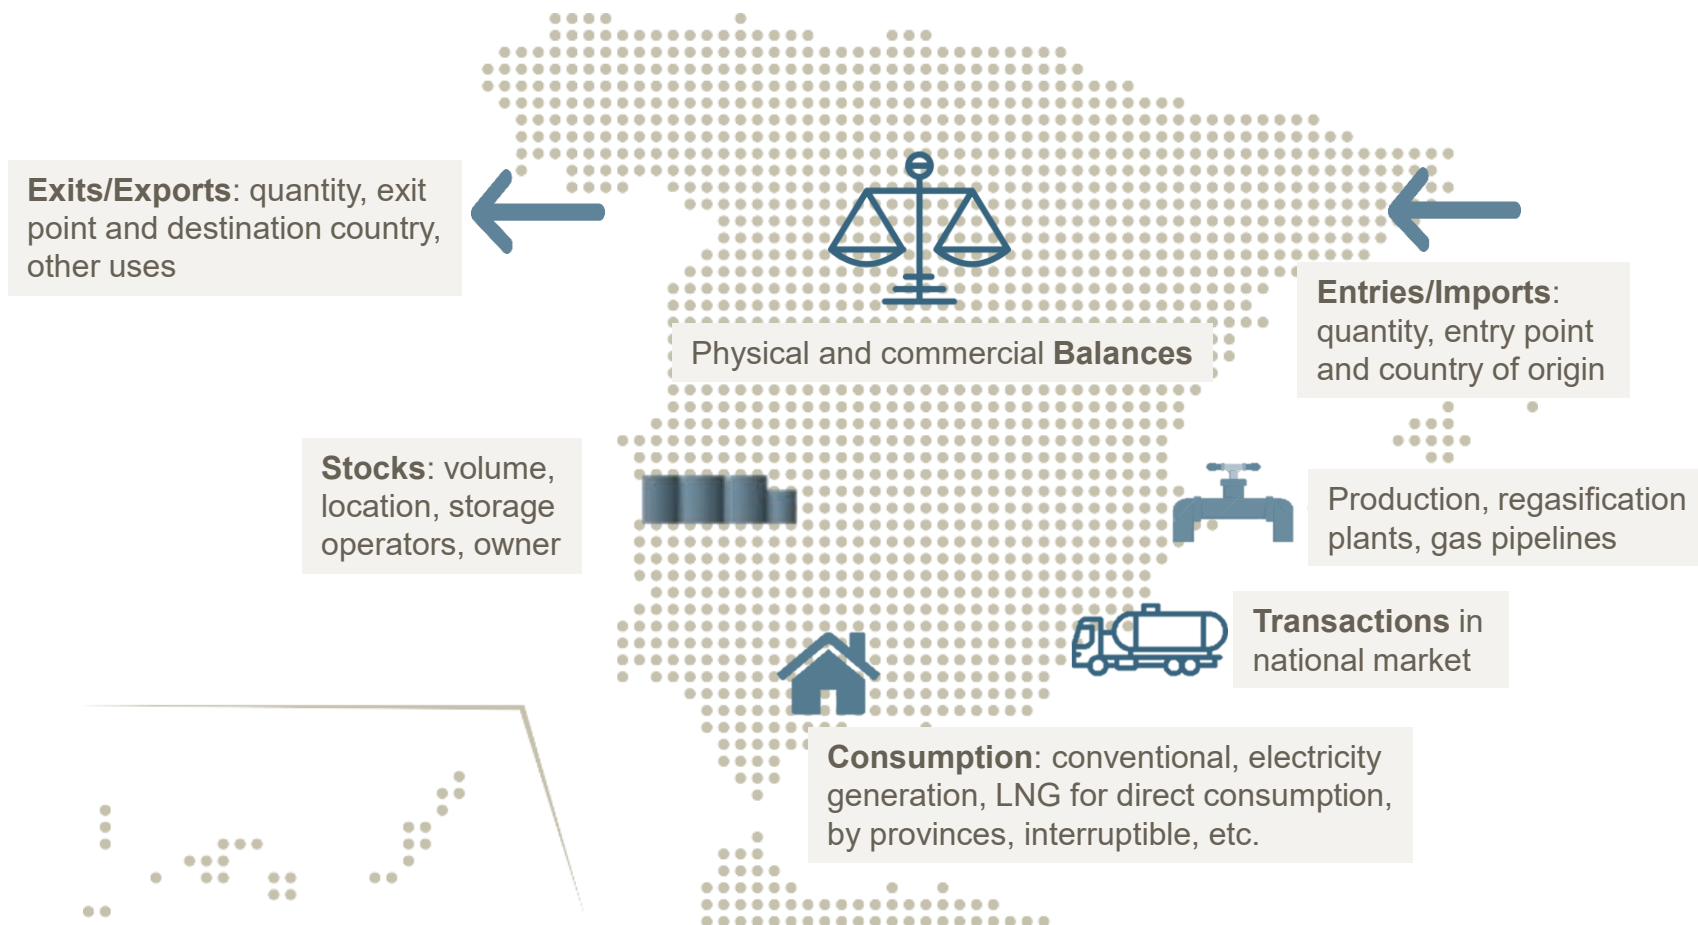 Exits/Exports: quantity, exit
point and destination country,
other uses
Physical and commercial Balances
Entries/Imports:
quantity, entry point
and country of origin
Stocks: volume,
location, storage
operators, owner
Production, regasification
plants, gas pipelines
Transactions in
national market
Consumption: conventional, electricity
generation, LNG for direct consumption,
by provinces, interruptible, etc.